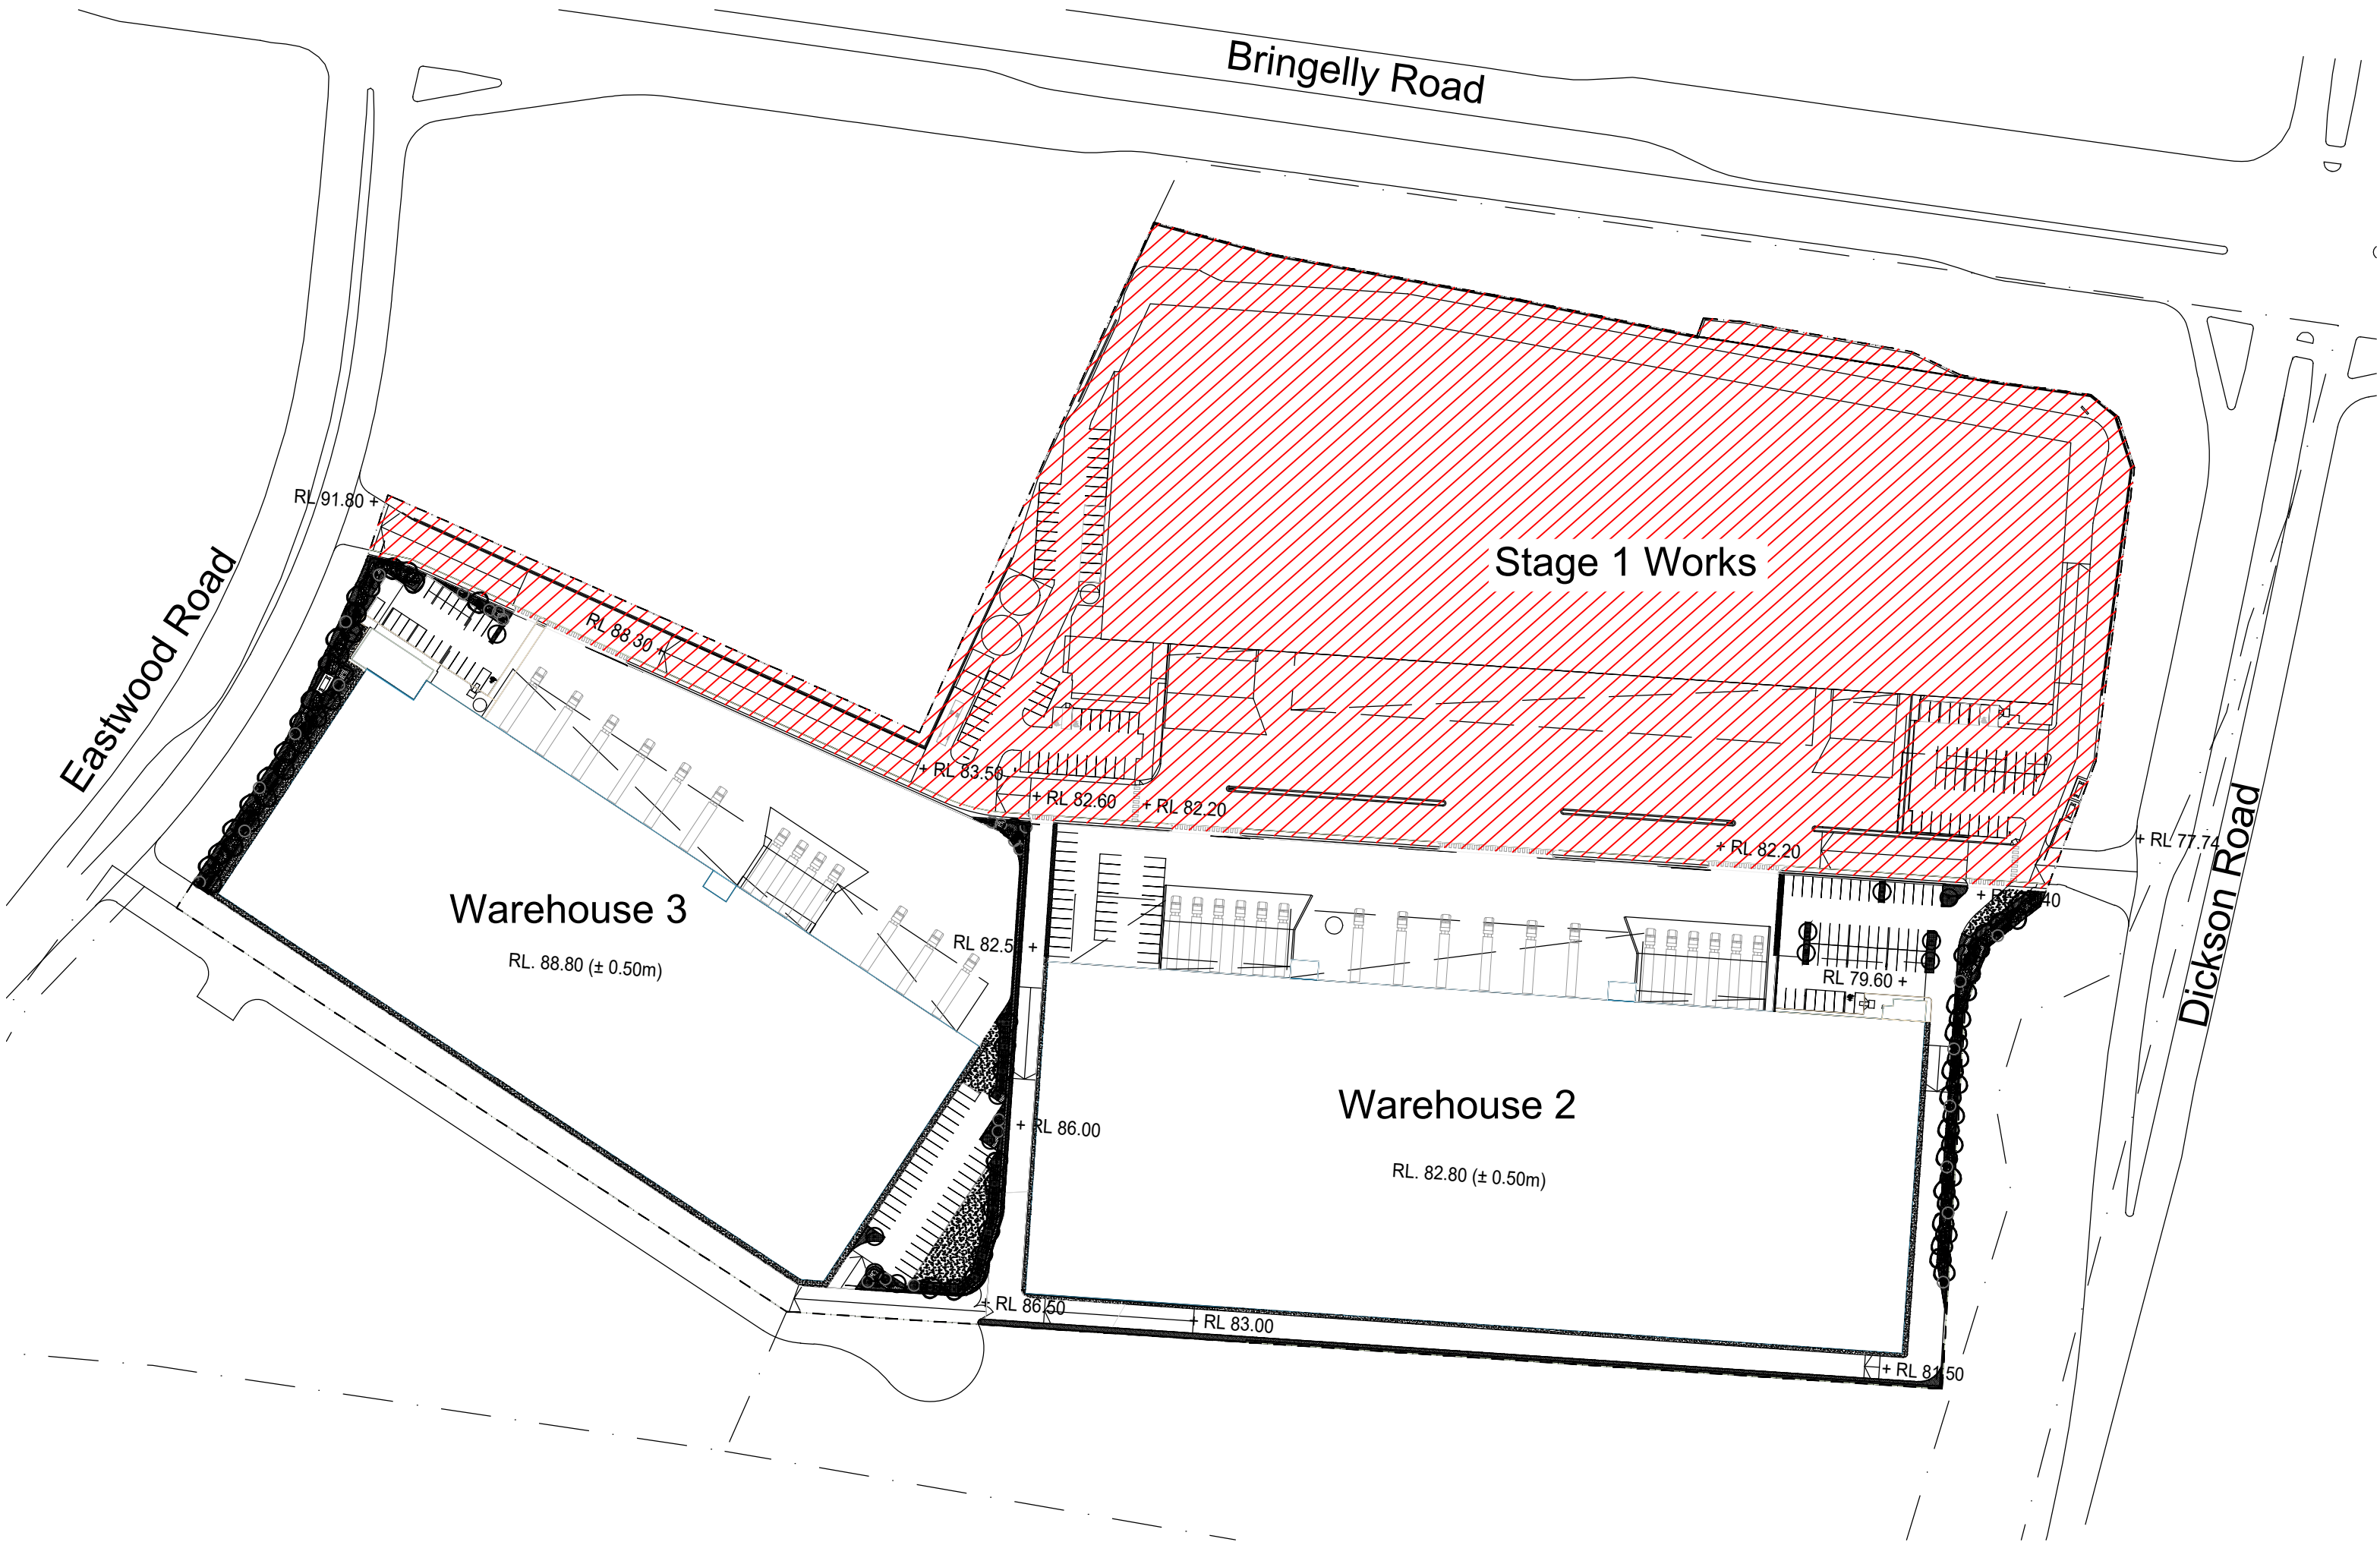 Bringelly Road
RL 91.80 +
Stage 1 Works
Eastwood Road
RL 88.30 +
+ RL 83.50
+ RL 82.60
+ RL 82.20
+ RL 82.20
+ RL 77.74
Dickson Road
Warehouse 3
RL. 88.80 (± 0.50m)
RL 79.60 +
Warehouse 2
RL. 82.80 (± 0.50m)
+ RL 86.00
+ RL 86.50
+ RL 83.00
+ RL 81.50